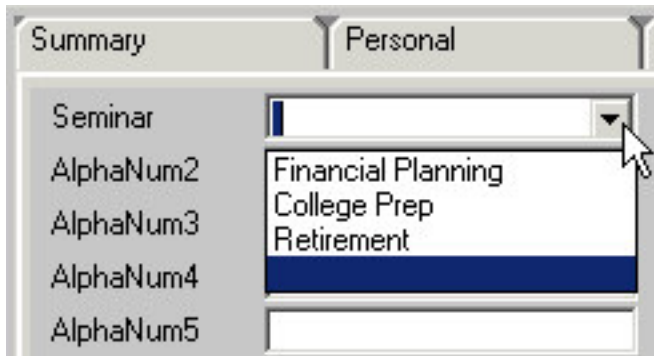 Summary Personal
Seminar
AlphaNum2 Financial Planning
College Prep
AlphaNum3 Retirement
AlphaNum4
AlphaNum5